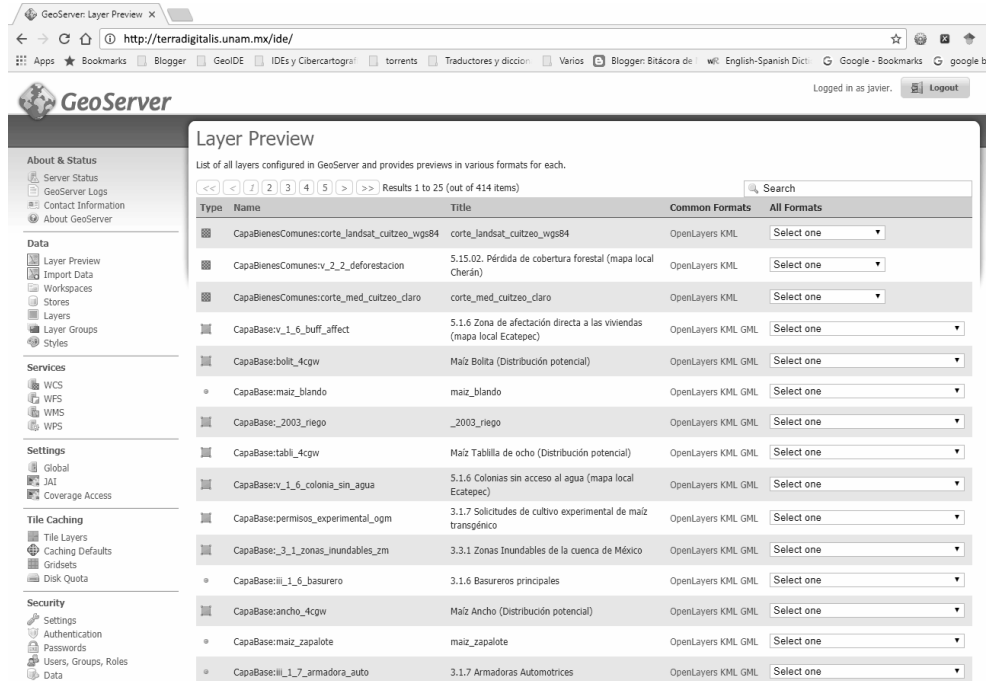 GeoServer: Layer Preview
http://terradigitalis.unam.mx/ide/
Apps Bookmarks Blogger GeoIDE IDEs y Cibercartograf torrents Traductores y diccion Varios Blogger: Bitácora de wR English-Spanish Dict Google - Bookmarks google b
GeoServer
Logged in as javier. Logout
Layer Preview
List of all layers configured in GeoServer and provides previews in various formats for each.
<< < 1 2 3 4 5 > >> Results 1 to 25 (out of 414 items) Search
Type Name Title Common Formats All Formats
CapaBienesComunes:corte_landsat_cuitzeo_wgs84 corte_landsat_cuitzeo_wgs84 OpenLayers KML Select one
CapaBienesComunes:v_2_2_deforestacion 5.15.02. Pérdida de cobertura forestal (mapa local Cherán) OpenLayers KML Select one
CapaBienesComunes:corte_med_cuitzeo_claro corte_med_cuitzeo_claro OpenLayers KML Select one
CapaBase:v_1_6_buff_affect 5.1.6 Zona de afectación directa a las viviendas (mapa local Ecatepec) OpenLayers KML GML Select one
CapaBase:bolit_4cgw Maíz Bolita (Distribución potencial) OpenLayers KML GML Select one
CapaBase:maiz_blando maiz_blando OpenLayers KML GML Select one
CapaBase:_2003_riego _2003_riego OpenLayers KML GML Select one
CapaBase:tabli_4cgw Maíz Tablilla de ocho (Distribución potencial) OpenLayers KML GML Select one
CapaBase:v_1_6_colonia_sin_agua 5.1.6 Colonias sin acceso al agua (mapa local Ecatepec) OpenLayers KML GML Select one
CapaBase:permisos_experimental_ogm 3.1.7 Solicitudes de cultivo experimental de maíz transgénico OpenLayers KML GML Select one
CapaBase:_3_1_zonas_inundables_zm 3.3.1 Zonas Inundables de la cuenca de México OpenLayers KML GML Select one
CapaBase:iii_1_6_basurero 3.1.6 Basureros principales OpenLayers KML GML Select one
CapaBase:ancho_4cgw Maíz Ancho (Distribución potencial) OpenLayers KML GML Select one
CapaBase:maiz_zapalote maiz_zapalote OpenLayers KML GML Select one
CapaBase:iii_1_7_armadora_auto 3.1.7 Armadoras Automotrices OpenLayers KML GML Select one
About & Status
Server Status
GeoServer Logs
Contact Information
About GeoServer
Data
Layer Preview
Import Data
Workspaces
Stores
Layers
Layer Groups
Styles
Services
WCS
WFS
WMS
WPS
Settings
Global
JAI
Coverage Access
Tile Caching
Tile Layers
Caching Defaults
Gridsets
Disk Quota
Security
Settings
Authentication
Passwords
Users, Groups, Roles
Data